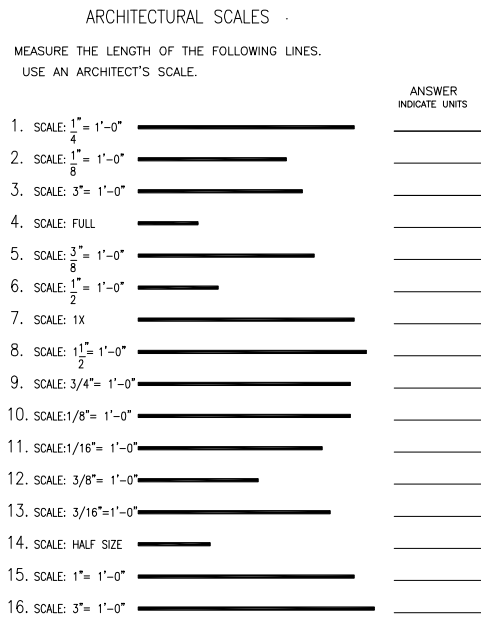 ARCHITECTURAL SCALES
MEASURE THE LENGTH OF THE FOLLOWING LINES.
USE AN ARCHITECT'S SCALE.
ANSWER
INDICATE UNITS
1. SCALE: 1/4"= 1'-0"
2. SCALE: 1/8"= 1'-0"
3. SCALE: 3"= 1'-0"
4. SCALE: FULL
5. SCALE: 3/8"= 1'-0"
6. SCALE: 1/2"= 1'-0"
7. SCALE: 1X
8. SCALE: 1 1/2"= 1'-0"
9. SCALE: 3/4"= 1'-0"
10. SCALE:1/8"= 1'-0"
11. SCALE:1/16"= 1'-0"
12. SCALE: 3/8"= 1'-0"
13. SCALE: 3/16"=1'-0"
14. SCALE: HALF SIZE
15. SCALE: 1"= 1'-0"
16. SCALE: 3"= 1'-0"